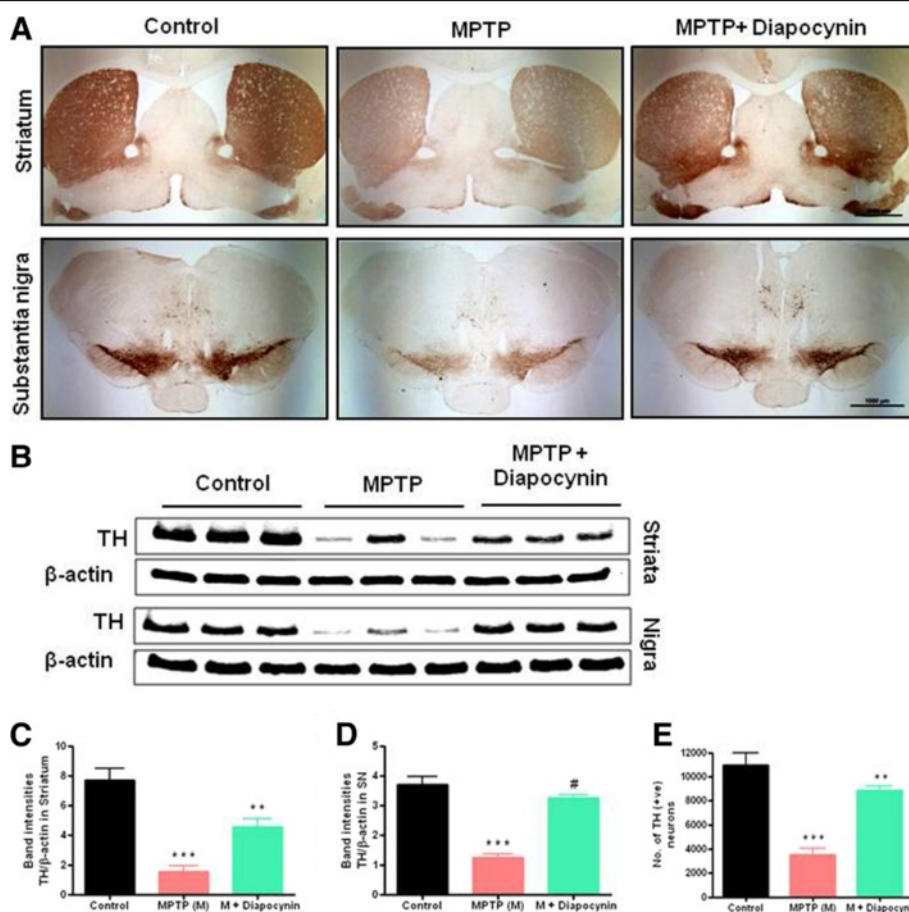 A
Control
MPTP
MPTP+ Diapocynin
Striatum
Substantia nigra
1000 µm
B
Control
MPTP
MPTP +
Diapocynin
TH
β-actin
Striata
TH
β-actin
Nigra
C
Band intensities
TH/β-actin in Striatum
10
8
6
4
2
0
***
**
Control
MPTP (M)
M + Diapocynin
D
Band intensities
TH/β-actin in SN
5
4
3
2
1
0
***
#
Control
MPTP (M)
M + Diapocynin
E
No. of TH (+ve)
neurons
12000
10000
8000
6000
4000
2000
0
***
**
Control
MPTP (M)
M + Diapocynin